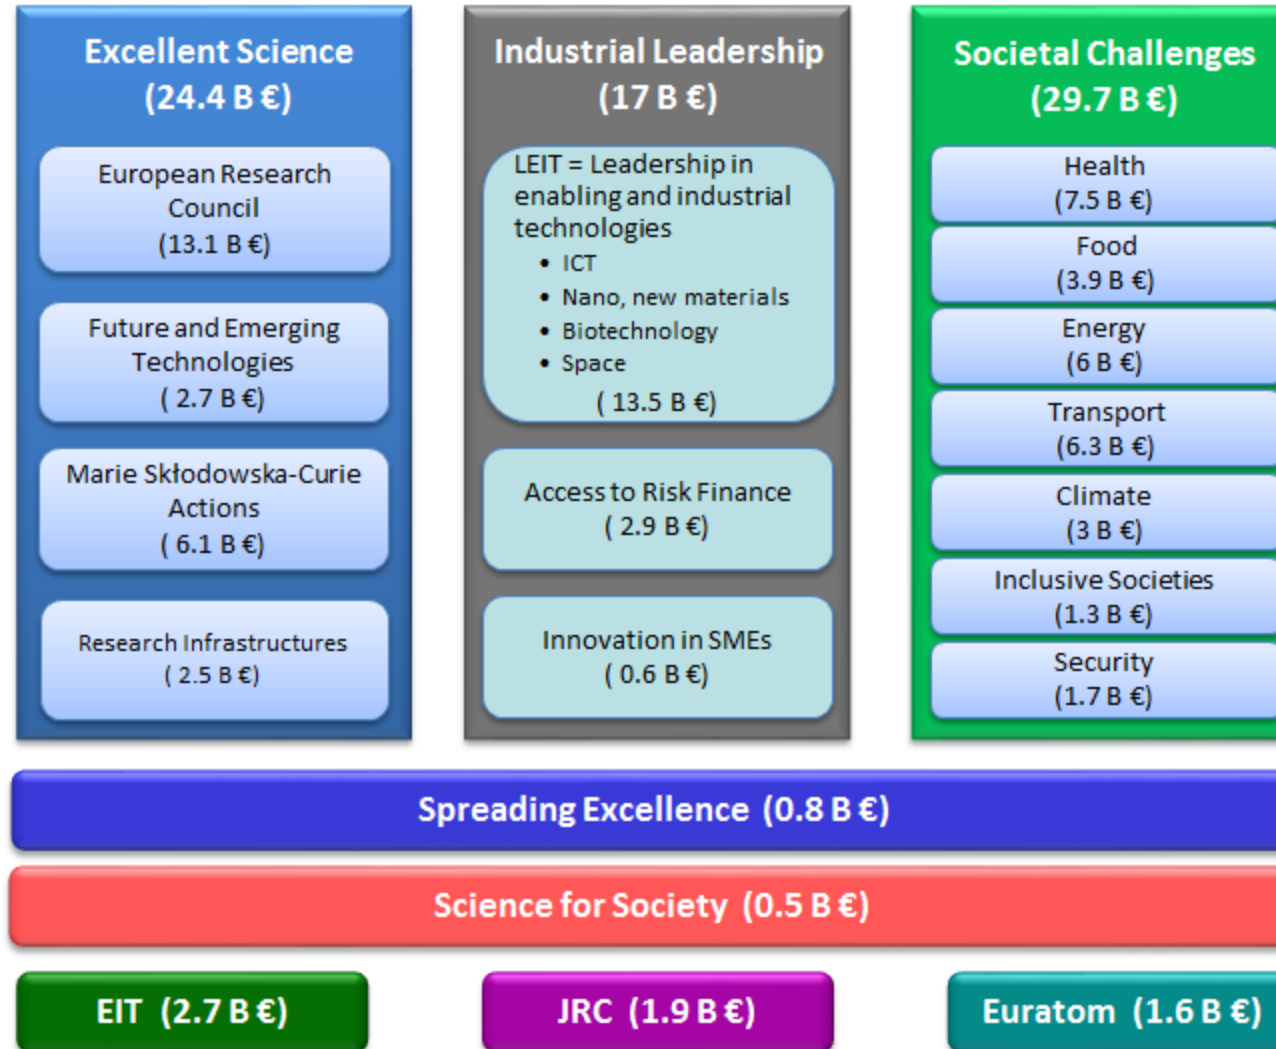 Excellent Science
(24.4 B €)
European Research
Council
(13.1 B €)
Future and Emerging
Technologies
( 2.7 B €)
Marie Skłodowska-Curie
Actions
( 6.1 B €)
Research Infrastructures
( 2.5 B €)
Industrial Leadership
(17 B €)
LEIT = Leadership in
enabling and industrial
technologies
• ICT
• Nano, new materials
• Biotechnology
• Space
( 13.5 B €)
Access to Risk Finance
( 2.9 B €)
Innovation in SMEs
( 0.6 B €)
Societal Challenges
(29.7 B €)
Health
(7.5 B €)
Food
(3.9 B €)
Energy
(6 B €)
Transport
(6.3 B €)
Climate
(3 B €)
Inclusive Societies
(1.3 B €)
Security
(1.7 B €)
Spreading Excellence (0.8 B €)
Science for Society (0.5 B €)
EIT (2.7 B €)
JRC (1.9 B €)
Euratom (1.6 B €)